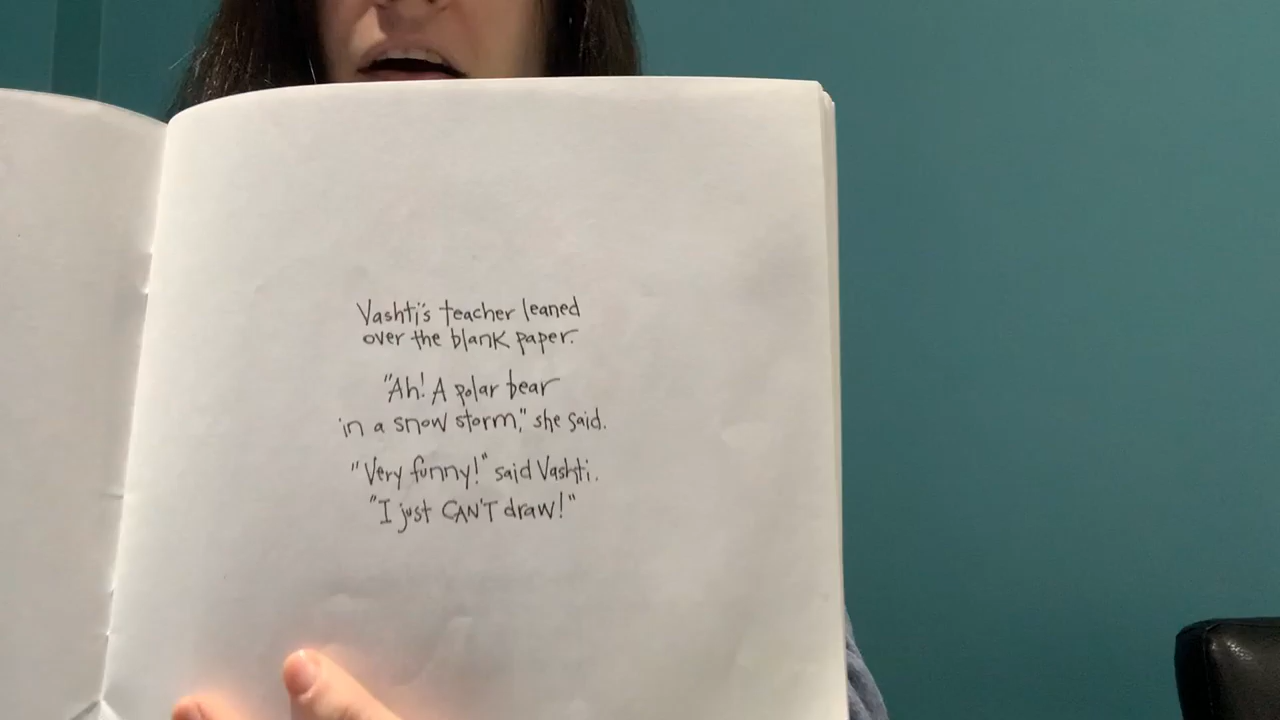 Vashti's teacher leaned
over the blank paper.
"Ah! A polar bear
in a snow storm," she said.
"Very funny!" said Vashti.
"I just CAN'T draw!"